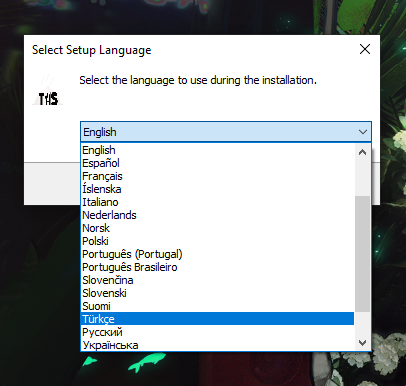 Select Setup Language
Select the language to use during the installation.
THS
English
English
Español
Français
Íslenska
Italiano
Nederlands
Norsk
Polski
Português (Portugal)
Português Brasileiro
Slovenčina
Slovenski
Suomi
Türkçe
Русский
Українська